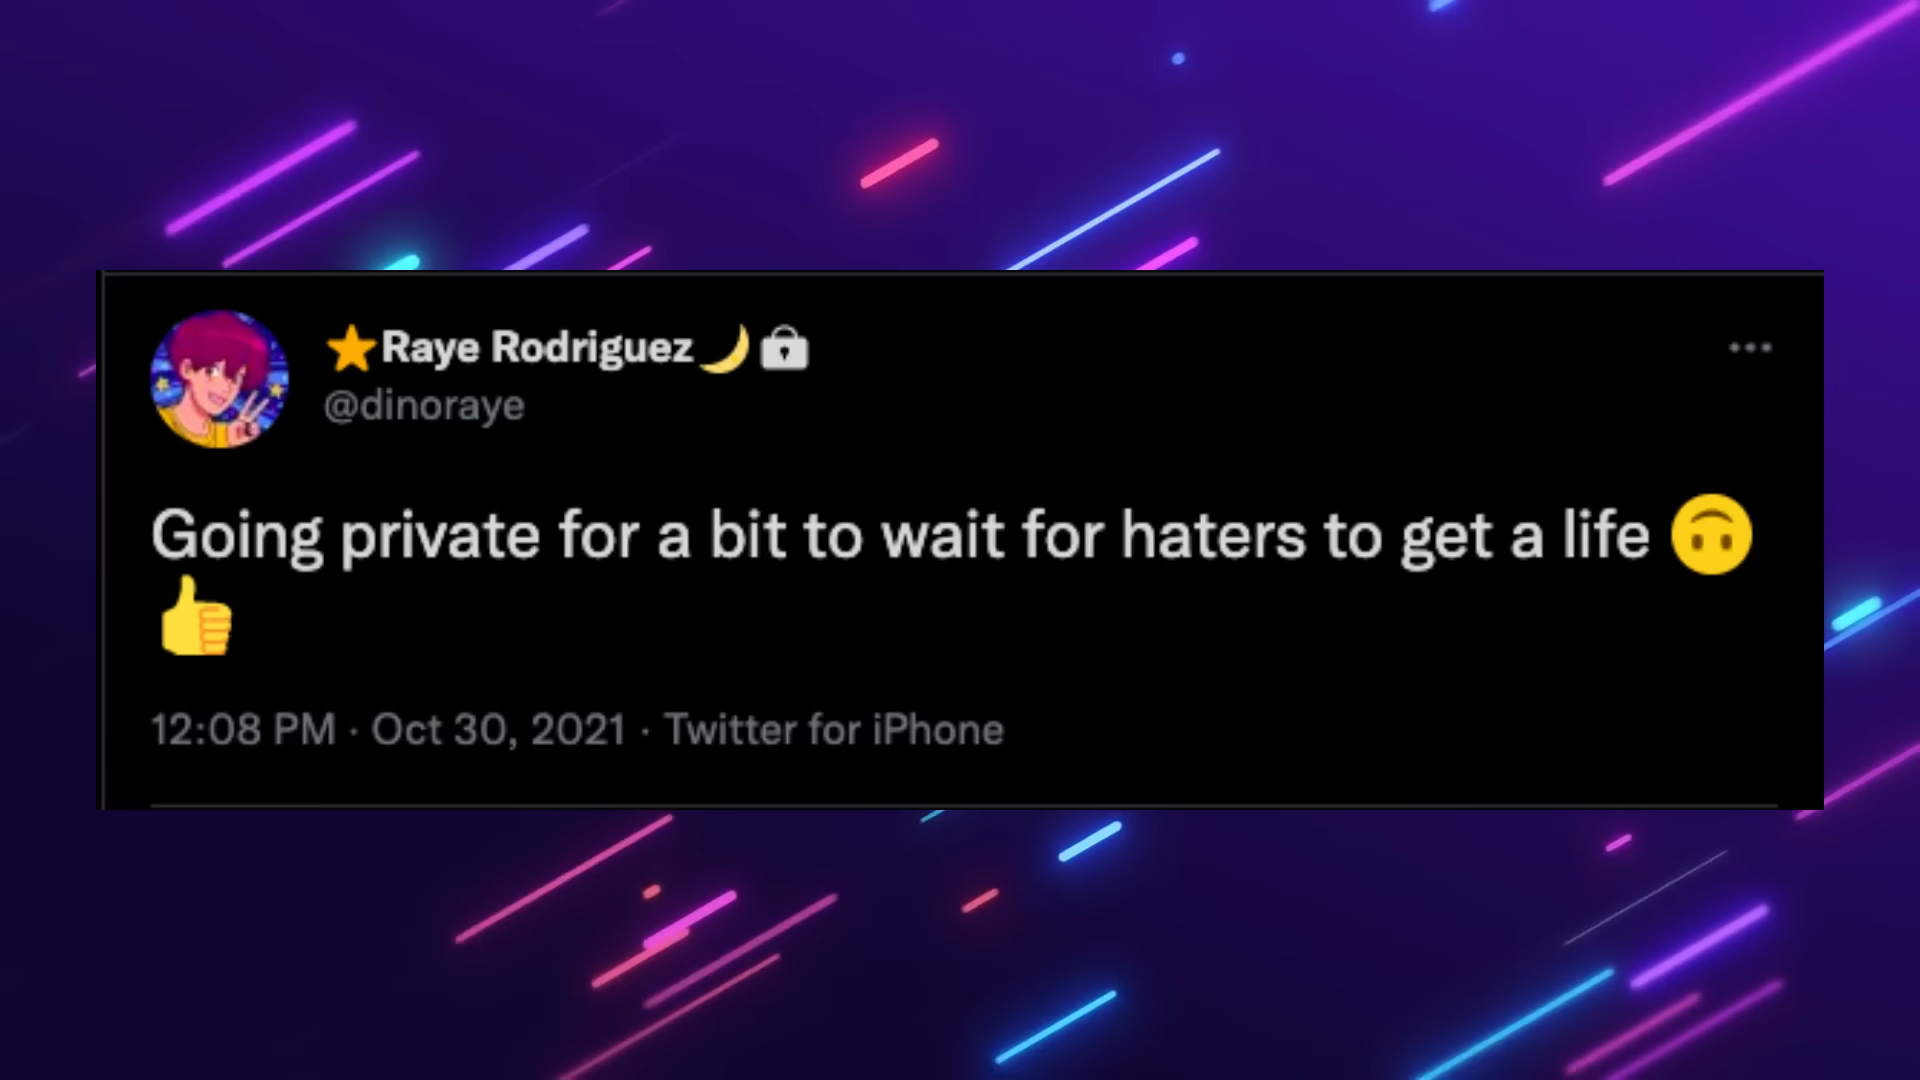 ⭐Raye Rodriguez🌙🔒
@dinoraye
Going private for a bit to wait for haters to get a life 🙃
👍
12:08 PM · Oct 30, 2021 · Twitter for iPhone